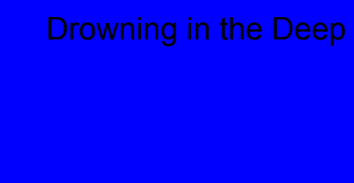 Drowning in the Deep